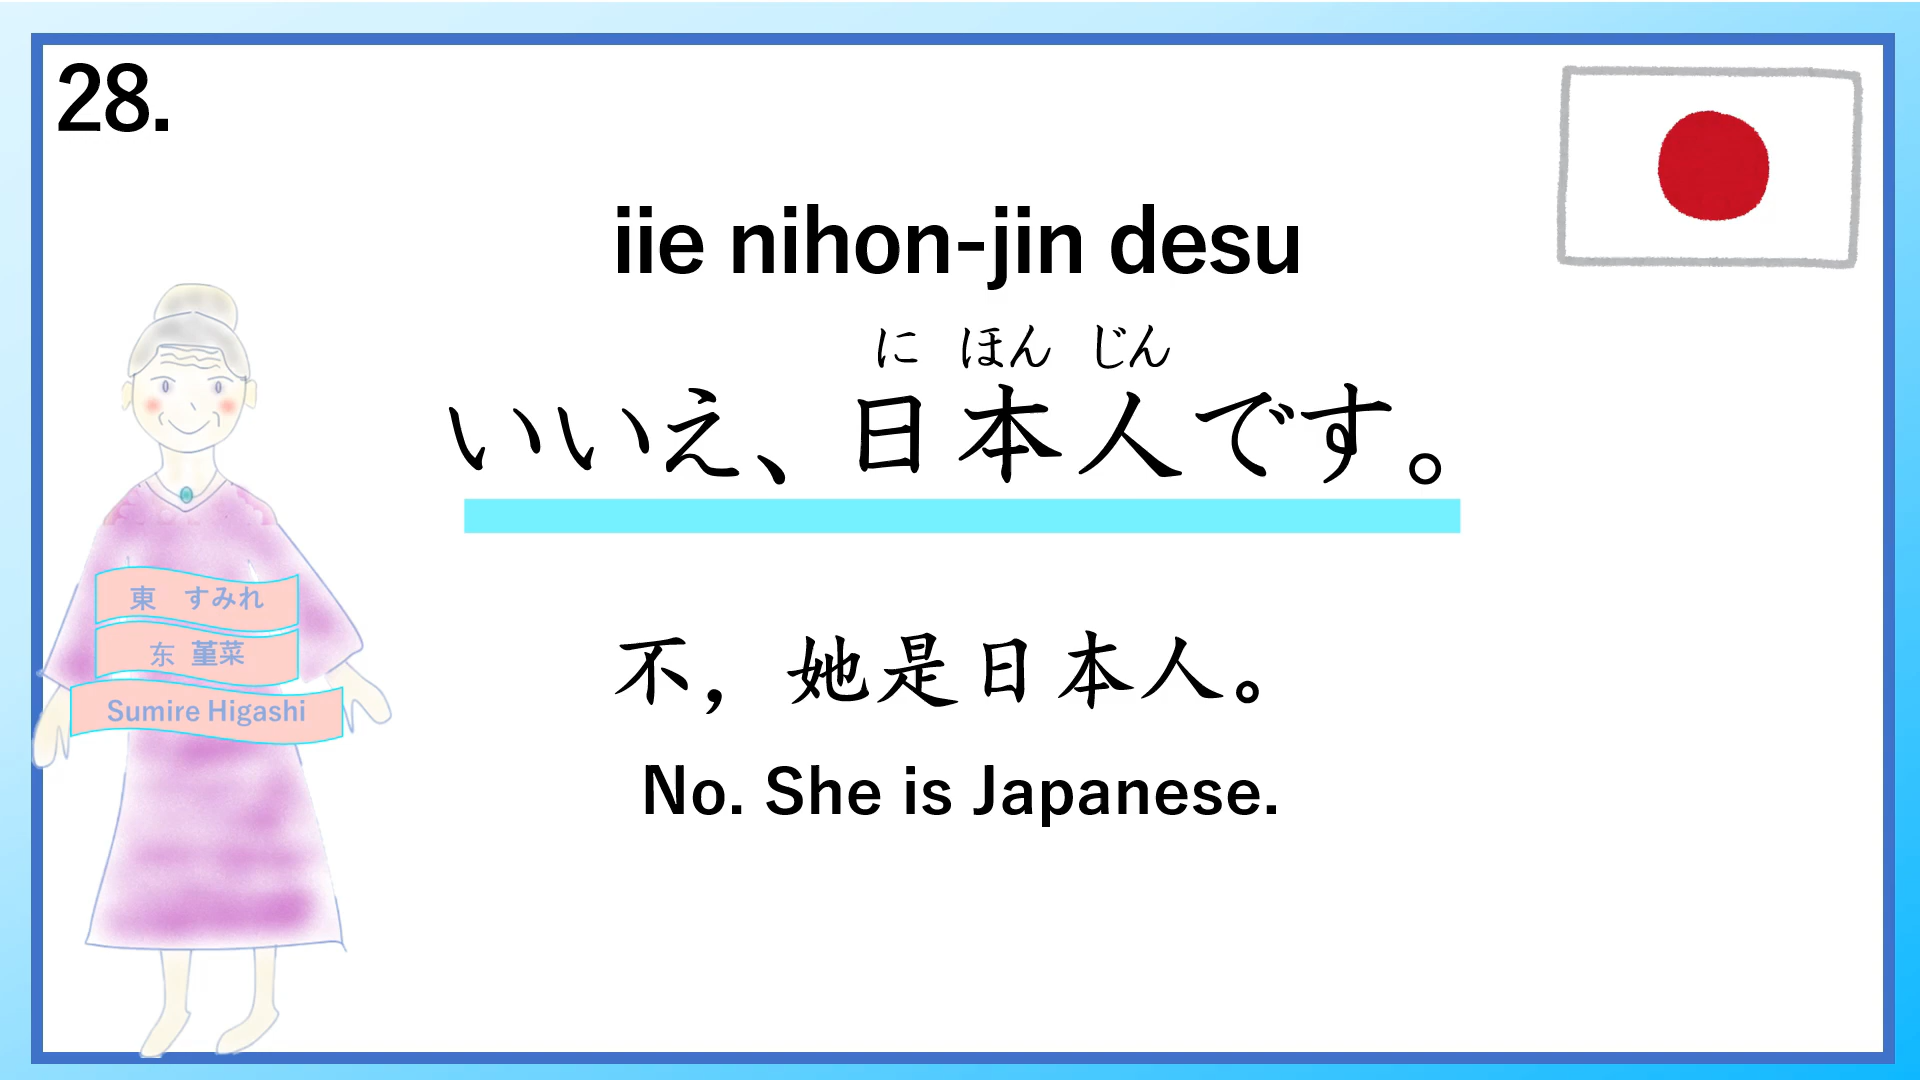 28.
iie nihon-jin desu
に ほん じん
いいえ、日本人です。
不，她是日本人。
No. She is Japanese.
東 すみれ
东 堇菜
Sumire Higashi